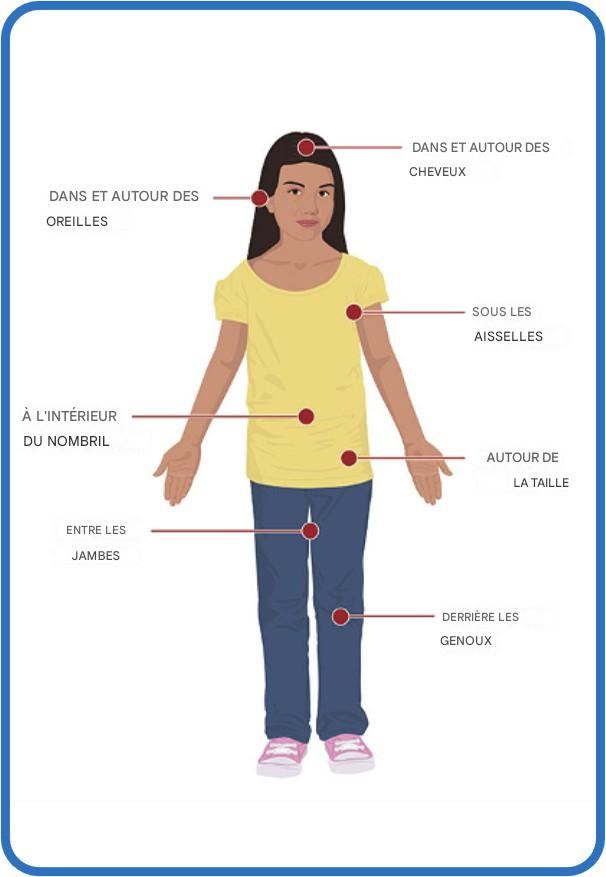 DANS ET AUTOUR DES
CHEVEUX
DANS ET AUTOUR DES
OREILLES
SOUS LES
AISSELLES
À L'INTÉRIEUR
DU NOMBRIL
AUTOUR DE
LA TAILLE
ENTRE LES
JAMBES
DERRIÈRE LES
GENOUX